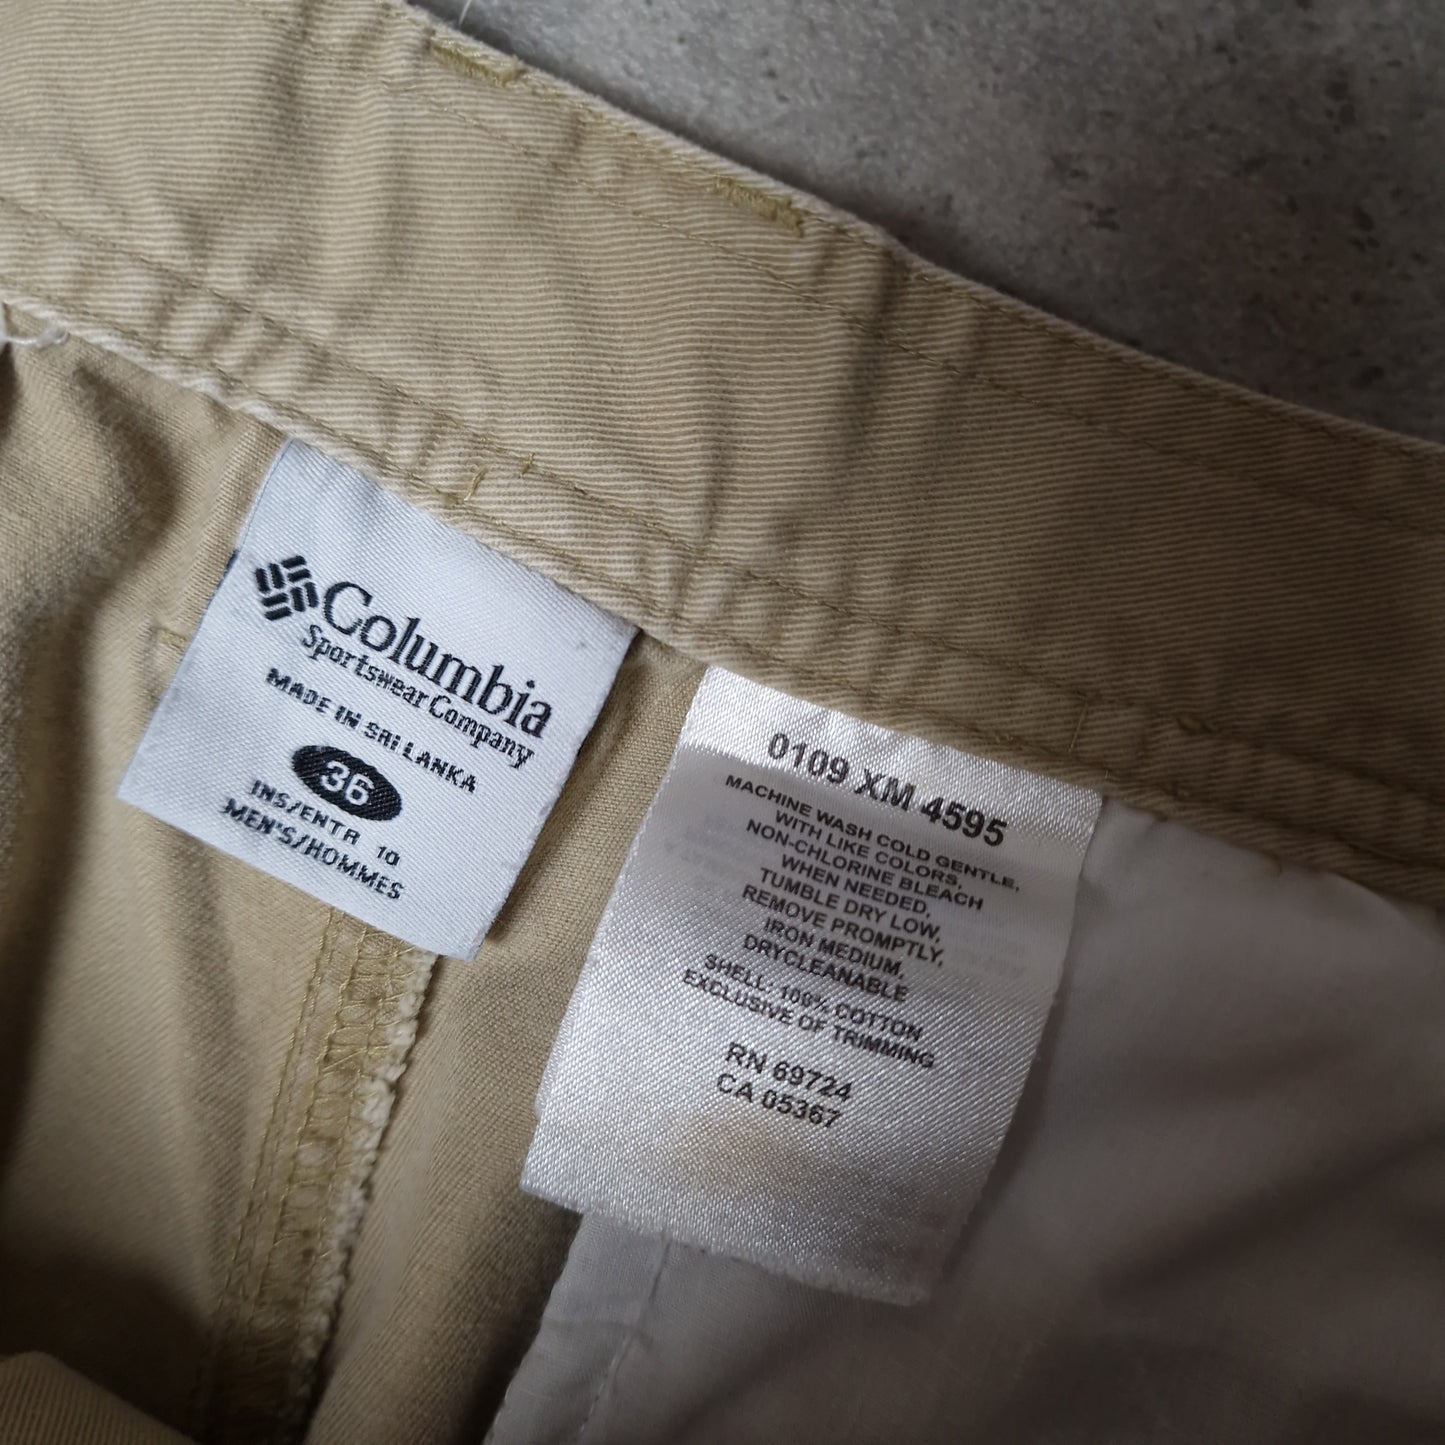 Columbia
Sportswear Company
MADE IN SRI LANKA
36
INS/ENTR 10
MEN'S/HOMMES
0109 XM 4595
MACHINE WASH COLD GENTLE,
WITH LIKE COLORS,
NON-CHLORINE BLEACH
WHEN NEEDED,
TUMBLE DRY LOW,
REMOVE PROMPTLY,
IRON MEDIUM,
DRYCLEANABLE
SHELL: 100% COTTON
EXCLUSIVE OF TRIMMING
RN 69724
CA 05367